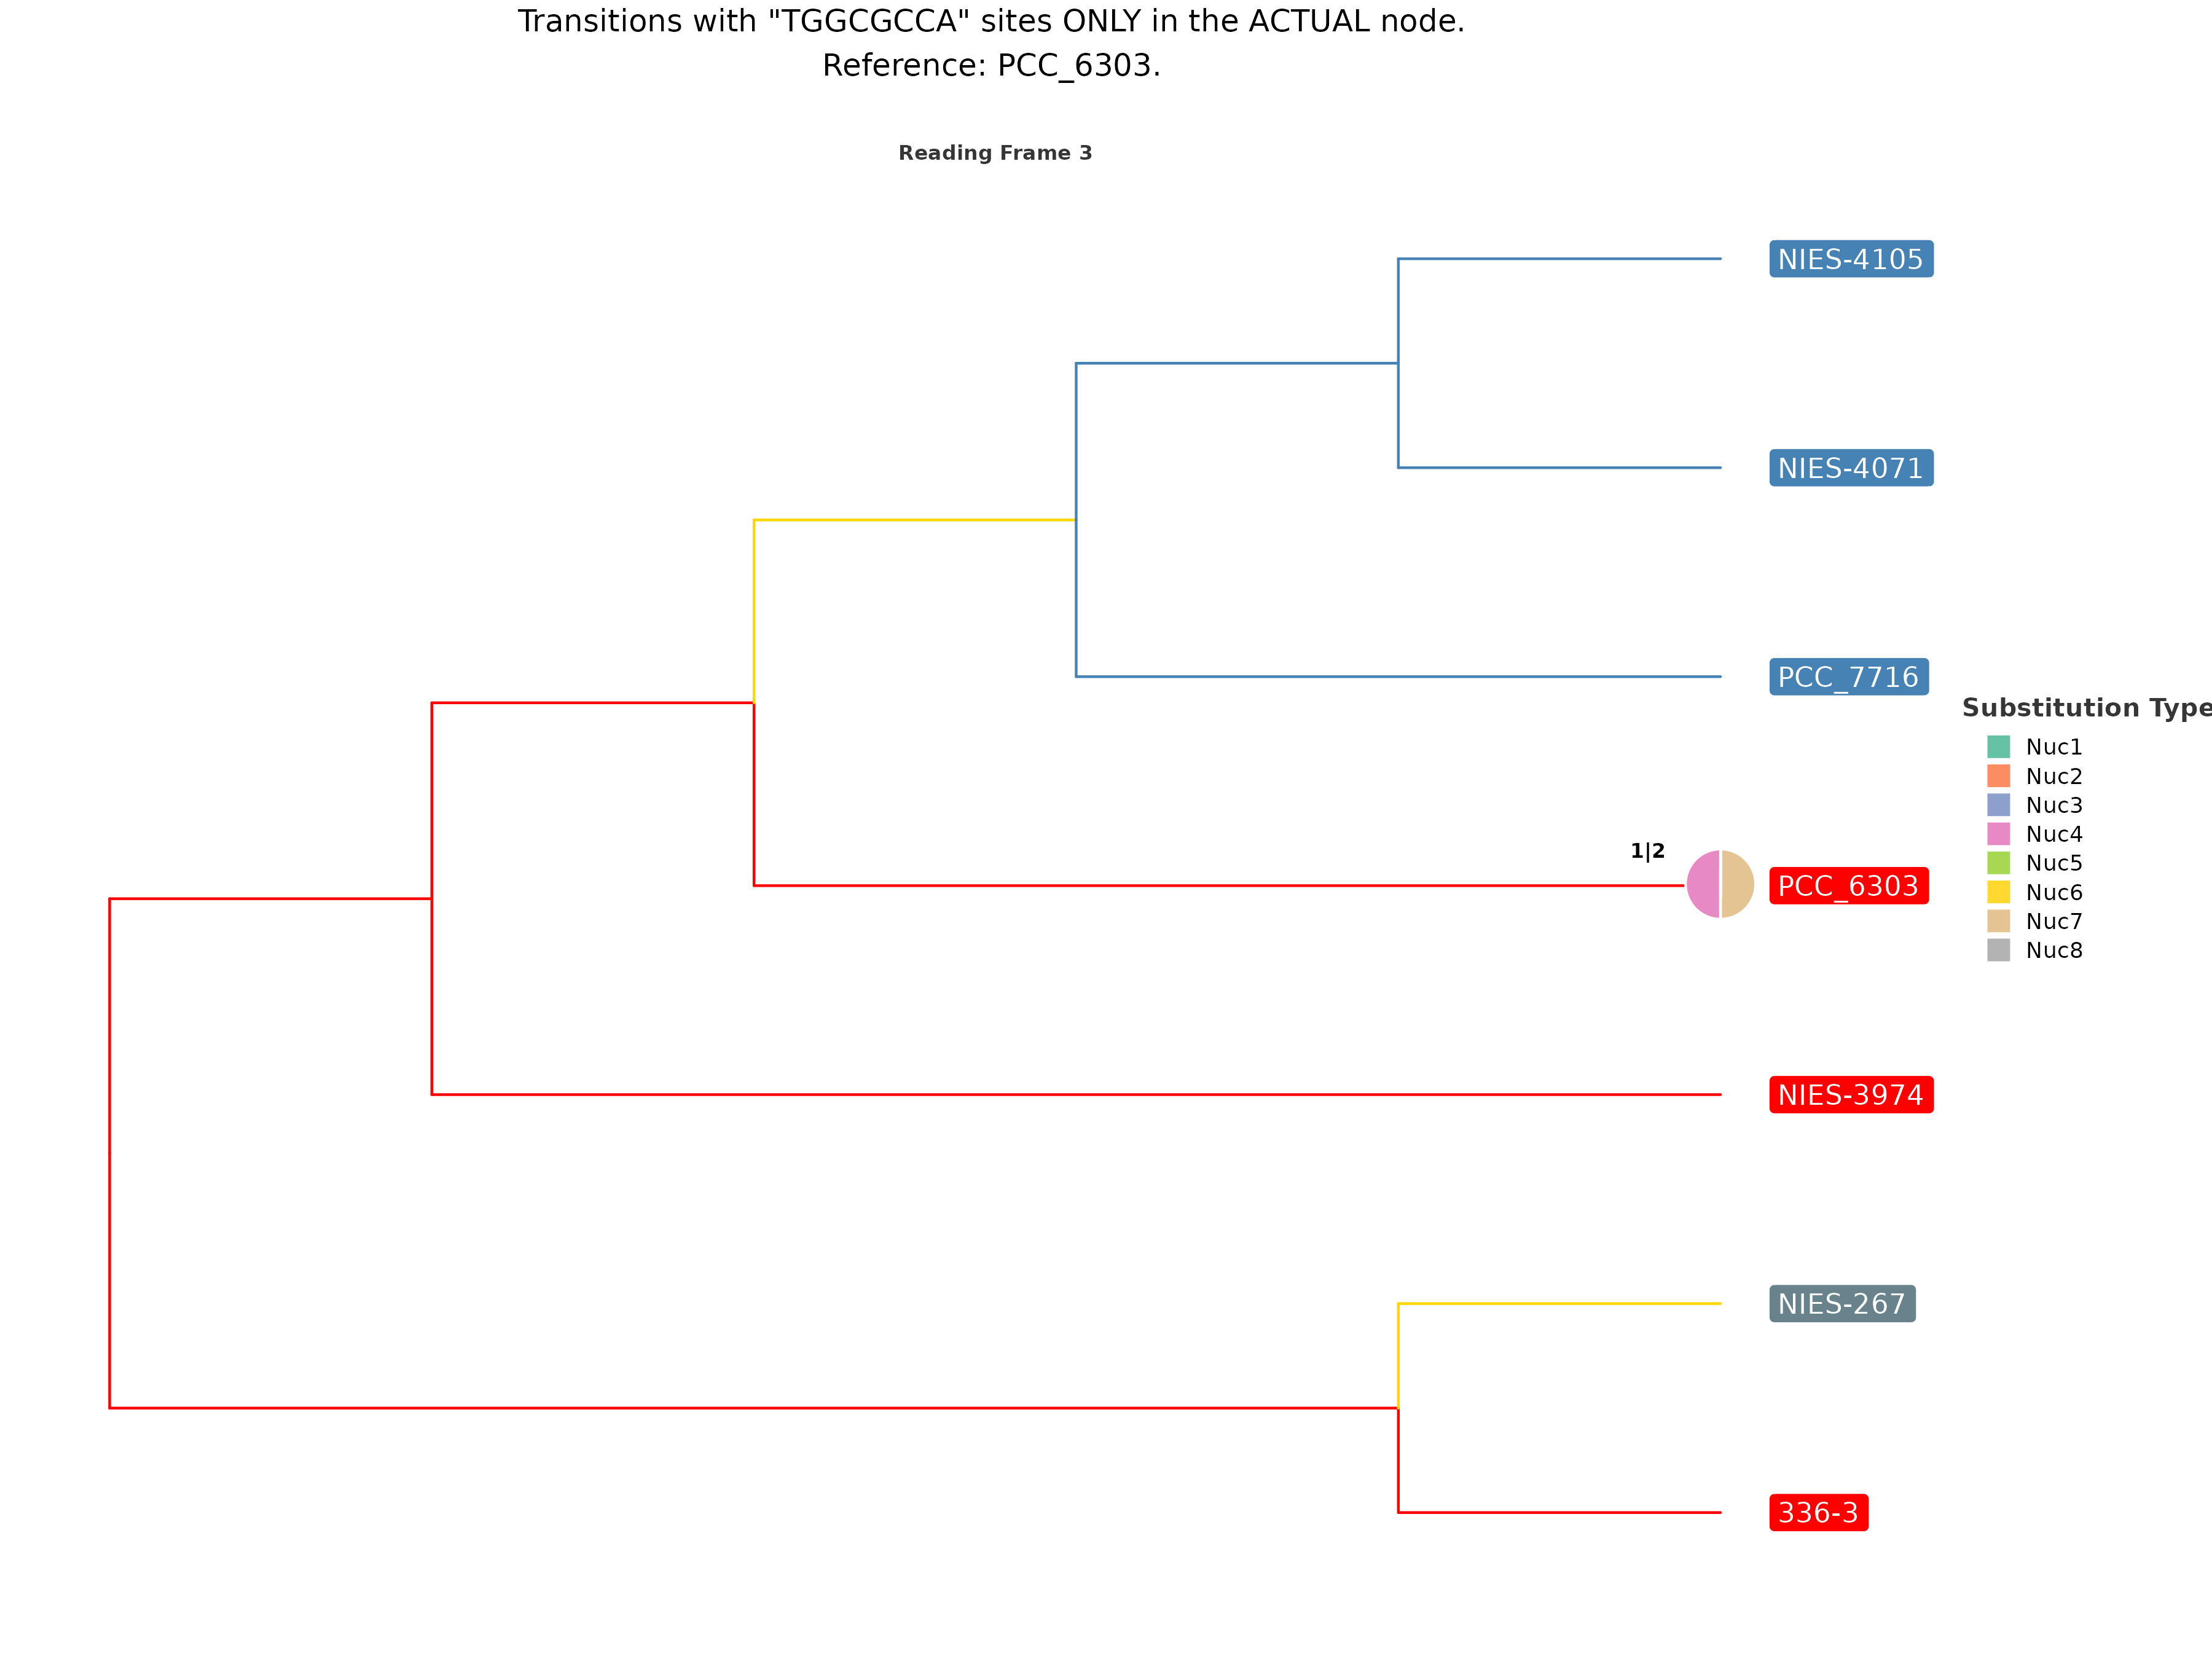 Transitions with "TGGCGCCA" sites ONLY in the ACTUAL node.
Reference: PCC_6303.
Reading Frame 3
NIES-4105
NIES-4071
PCC_7716
Substitution Type
Nuc1
Nuc2
Nuc3
Nuc4
Nuc5
Nuc6
Nuc7
Nuc8
1|2
PCC_6303
NIES-3974
NIES-267
336-3